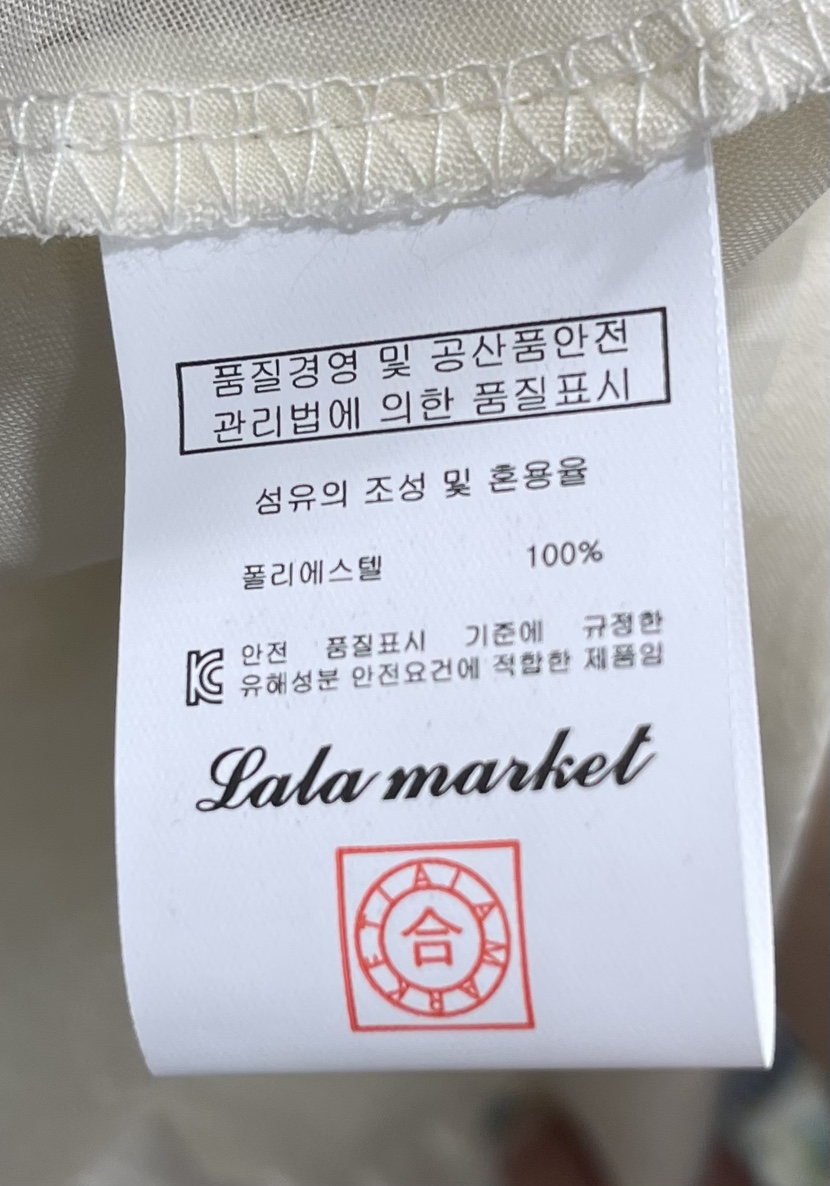 품질경영 및 공산품안전
관리법에 의한 품질표시
섬유의 조성 및 혼용율
폴리에스텔 100%
안전 품질표시 기준에 규정한
유해성분 안전요건에 적합한 제품임
Lala market
LALA MARKET
合